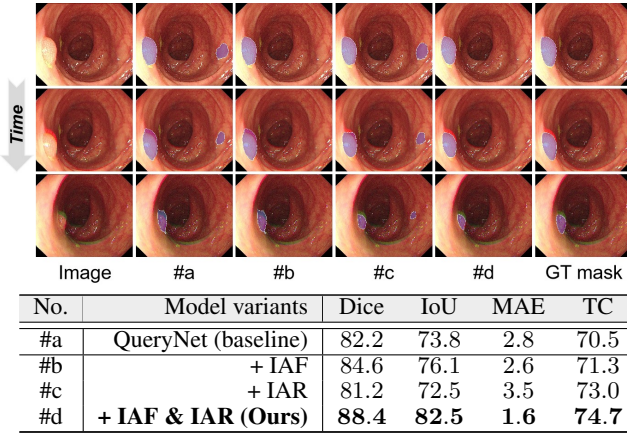 Time
Image #a #b #c #d GT mask
No. Model variants Dice IoU MAE TC
#a QueryNet (baseline) 82.2 73.8 2.8 70.5
#b + IAF 84.6 76.1 2.6 71.3
#c + IAR 81.2 72.5 3.5 73.0
#d + IAF & IAR (Ours) 88.4 82.5 1.6 74.7